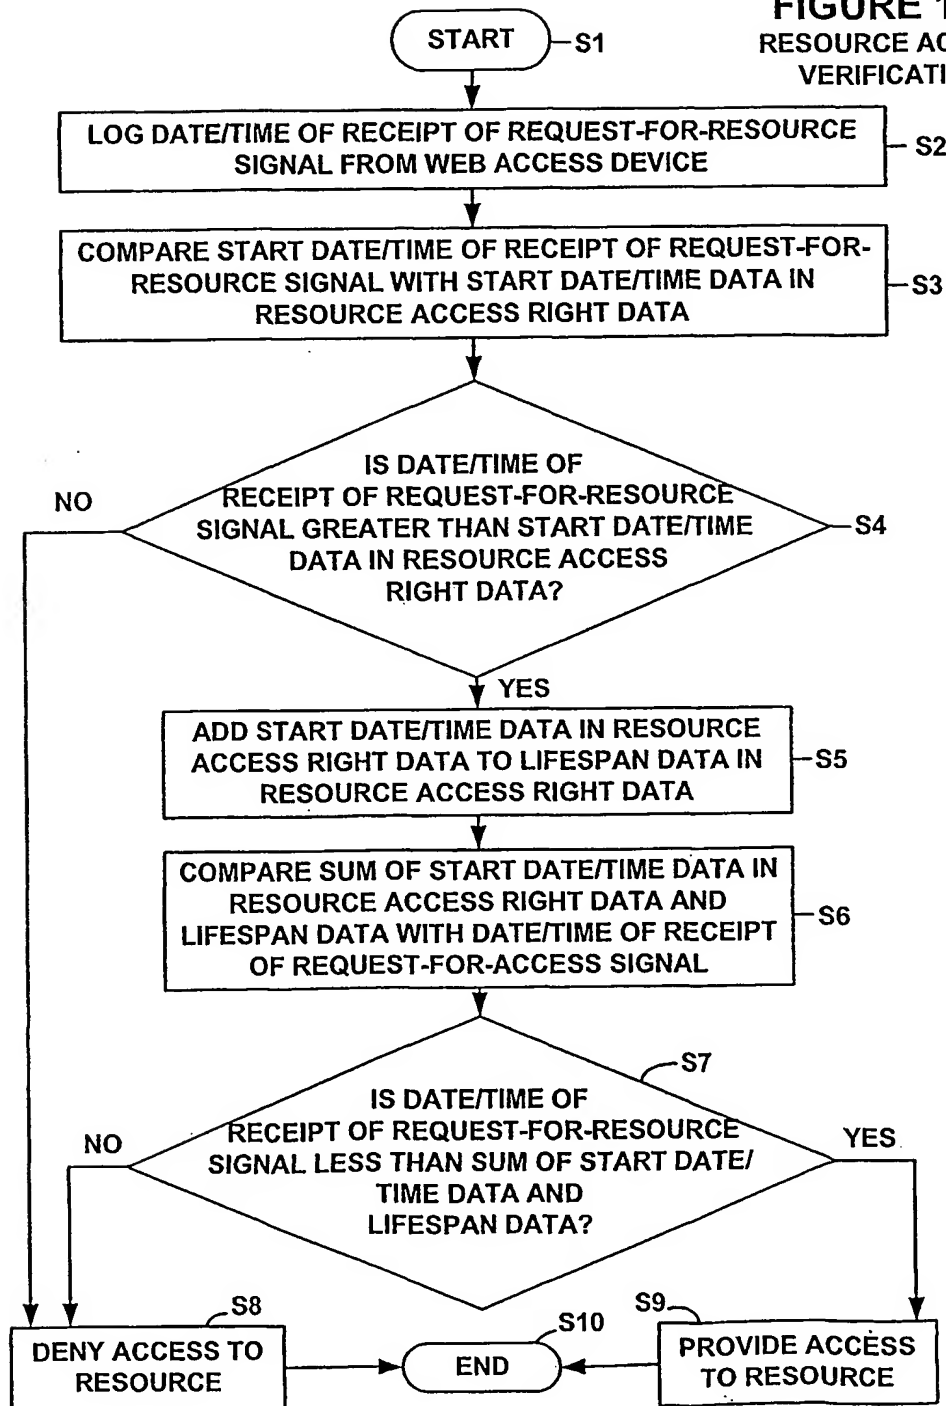 FIGURE 1
RESOURCE AC
VERIFICATI
START
S1
LOG DATE/TIME OF RECEIPT OF REQUEST-FOR-RESOURCE
SIGNAL FROM WEB ACCESS DEVICE
S2
COMPARE START DATE/TIME OF RECEIPT OF REQUEST-FOR-
RESOURCE SIGNAL WITH START DATE/TIME DATA IN
RESOURCE ACCESS RIGHT DATA
S3
IS DATE/TIME OF
RECEIPT OF REQUEST-FOR-RESOURCE
SIGNAL GREATER THAN START DATE/TIME
DATA IN RESOURCE ACCESS
RIGHT DATA?
NO
S4
YES
ADD START DATE/TIME DATA IN RESOURCE
ACCESS RIGHT DATA TO LIFESPAN DATA IN
RESOURCE ACCESS RIGHT DATA
S5
COMPARE SUM OF START DATE/TIME DATA IN
RESOURCE ACCESS RIGHT DATA AND
LIFESPAN DATA WITH DATE/TIME OF RECEIPT
OF REQUEST-FOR-ACCESS SIGNAL
S6
S7
IS DATE/TIME OF
RECEIPT OF REQUEST-FOR-RESOURCE
SIGNAL LESS THAN SUM OF START DATE/
TIME DATA AND
LIFESPAN DATA?
NO
YES
S8
DENY ACCESS TO
RESOURCE
S10
END
S9
PROVIDE ACCESS
TO RESOURCE